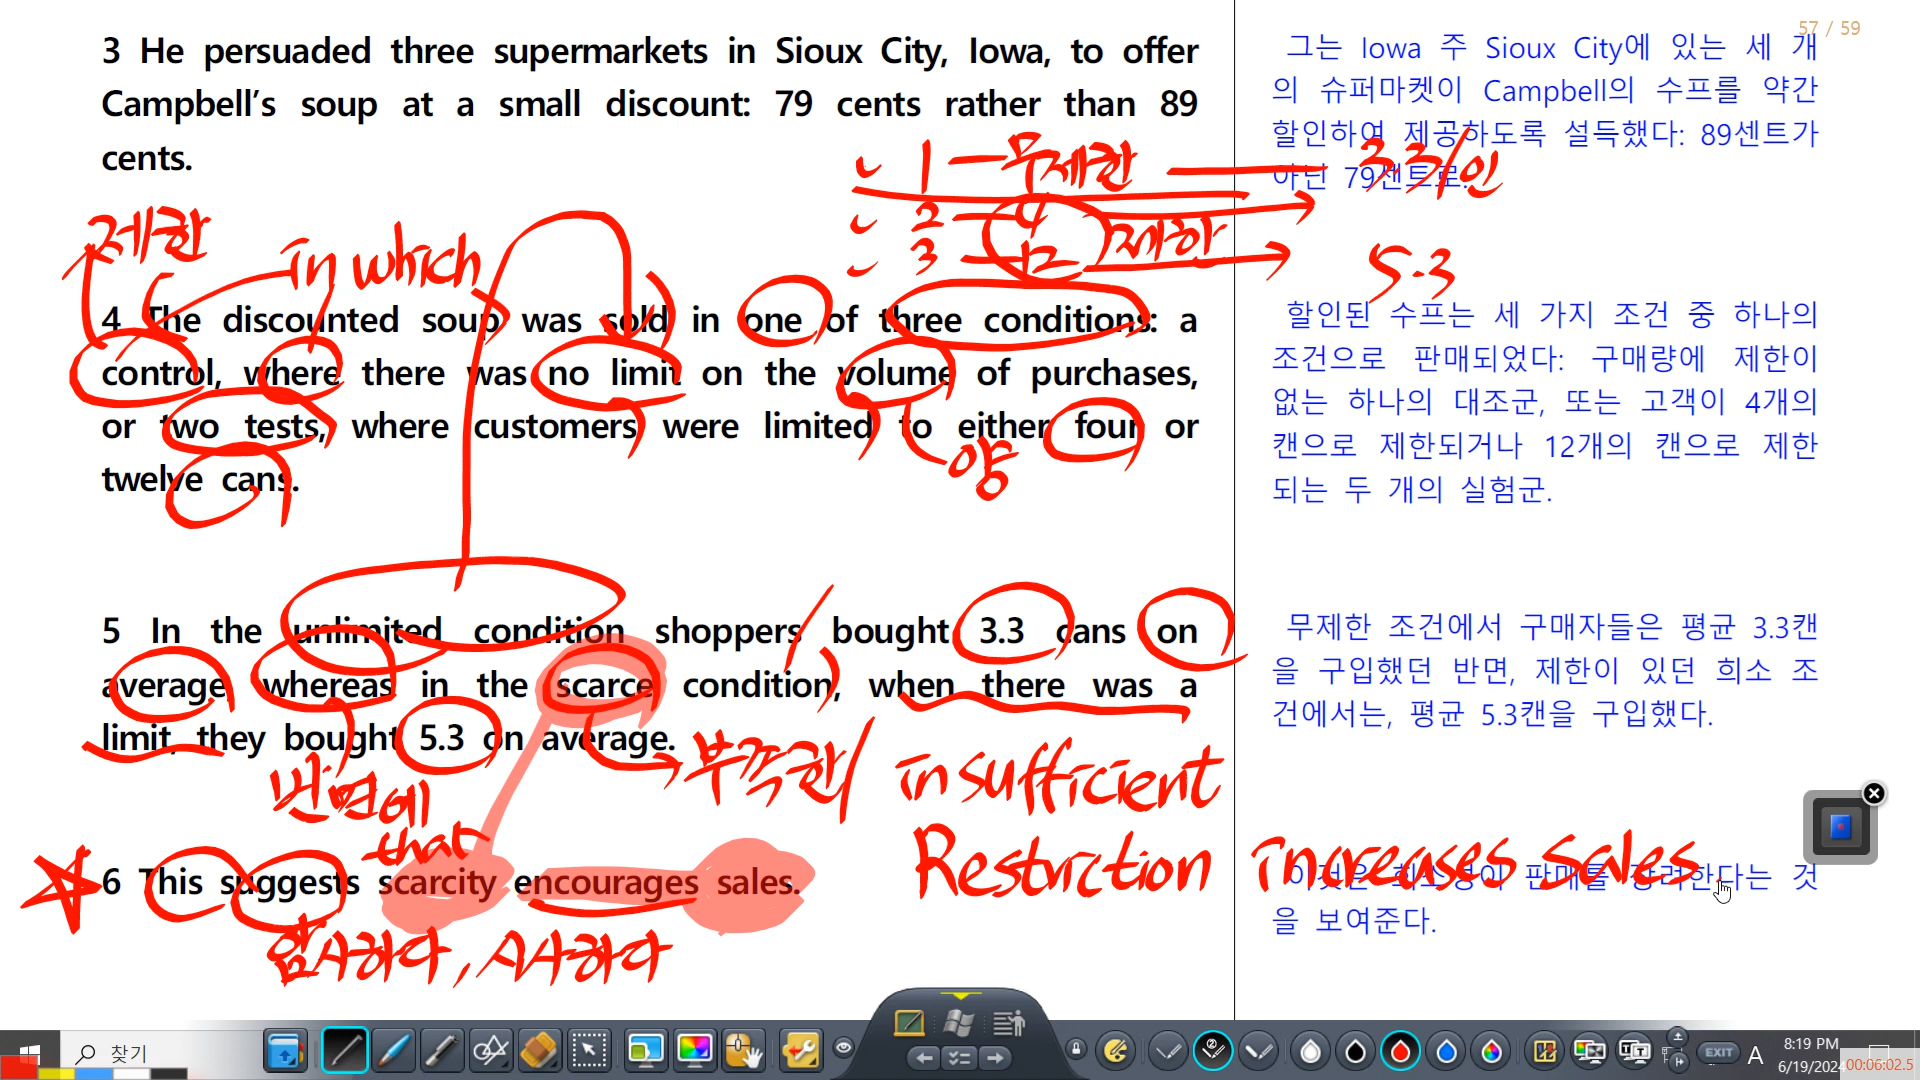 57 / 59
3 He persuaded three supermarkets in Sioux City, Iowa, to offer
Campbell’s soup at a small discount: 79 cents rather than 89
cents.
1 — 무제한
2 — 4
3 — 12
제한
33/인
5.3
제한
in which
4 The discounted soup was sold in one of three conditions: a
control, where there was no limit on the volume of purchases,
or two tests, where customers were limited to either four or
twelve cans.
양
5 In the unlimited condition shoppers bought 3.3 cans on
average, whereas in the scarce condition, when there was a
limit, they bought 5.3 on average.
반면에
부족한
insufficient
that
Restriction increases sales
6 This suggests scarcity encourages sales.
암시하다, 시사하다
그는 Iowa 주 Sioux City에 있는 세 개
의 슈퍼마켓이 Campbell의 수프를 약간
할인하여 제공하도록 설득했다: 89센트가
아닌 79센트로.
할인된 수프는 세 가지 조건 중 하나의
조건으로 판매되었다: 구매량에 제한이
없는 하나의 대조군, 또는 고객이 4개의
캔으로 제한되거나 12개의 캔으로 제한
되는 두 개의 실험군.
무제한 조건에서 구매자들은 평균 3.3캔
을 구입했던 반면, 제한이 있던 희소 조
건에서는, 평균 5.3캔을 구입했다.
이것은 희소성이 판매를 장려한다는 것
을 보여준다.
찾기
EXIT
A
8:19 PM
6/19/2024
00:06:02.5